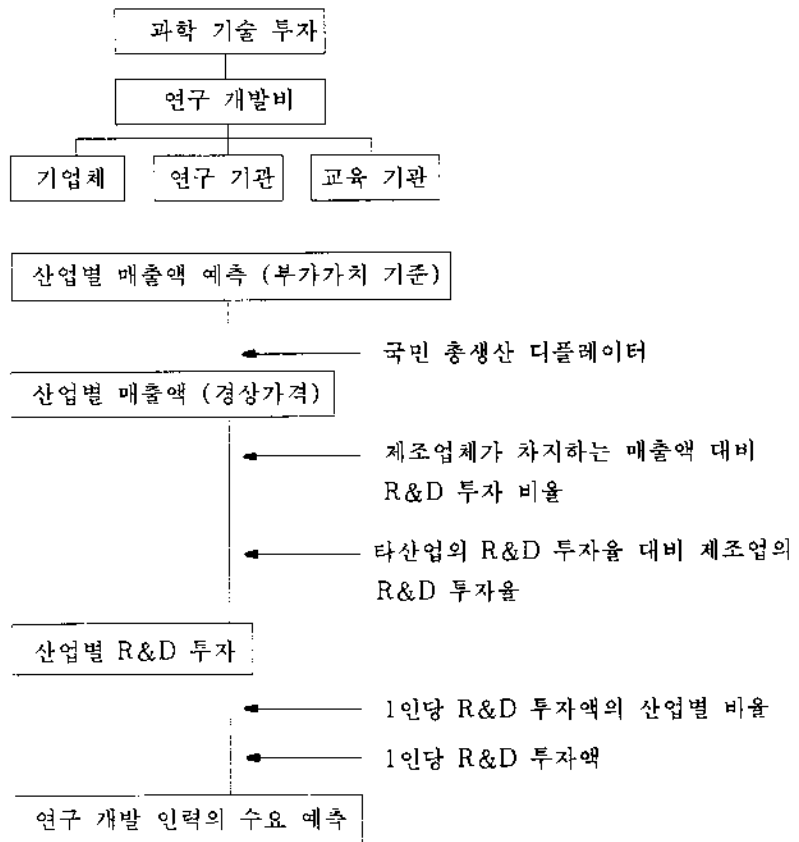 과학 기술 투자
연구 개발비
기업체 연구 기관 교육 기관
산업별 매출액 예측 (부가가치 기준)
국민 총생산 디플레이터
산업별 매출액 (경상가격)
제조업체가 차지하는 매출액 대비
R&D 투자 비율
타산업의 R&D 투자율 대비 제조업의
R&D 투자율
산업별 R&D 투자
1인당 R&D 투자액의 산업별 비율
1인당 R&D 투자액
연구 개발 인력의 수요 예측